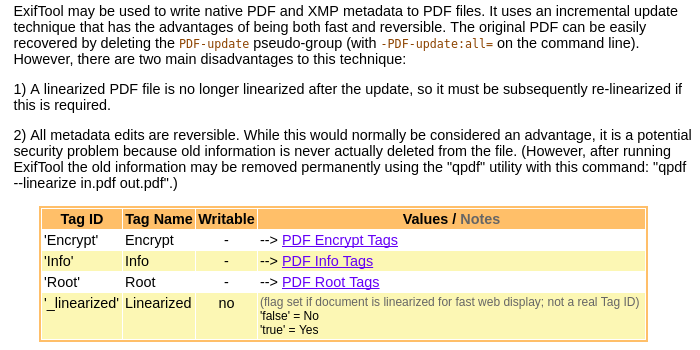 ExifTool may be used to write native PDF and XMP metadata to PDF files. It uses an incremental update
technique that has the advantages of being both fast and reversible. The original PDF can be easily
recovered by deleting the PDF-update pseudo-group (with -PDF-update:all= on the command line).
However, there are two main disadvantages to this technique:
1) A linearized PDF file is no longer linearized after the update, so it must be subsequently re-linearized if
this is required.
2) All metadata edits are reversible. While this would normally be considered an advantage, it is a potential
security problem because old information is never actually deleted from the file. (However, after running
ExifTool the old information may be removed permanently using the "qpdf" utility with this command: "qpdf
--linearize in.pdf out.pdf".)
Tag ID Tag Name Writable Values / Notes
'Encrypt' Encrypt - --> PDF Encrypt Tags
'Info' Info - --> PDF Info Tags
'Root' Root - --> PDF Root Tags
'_linearized' Linearized no (flag set if document is linearized for fast web display; not a real Tag ID)
'false' = No
'true' = Yes